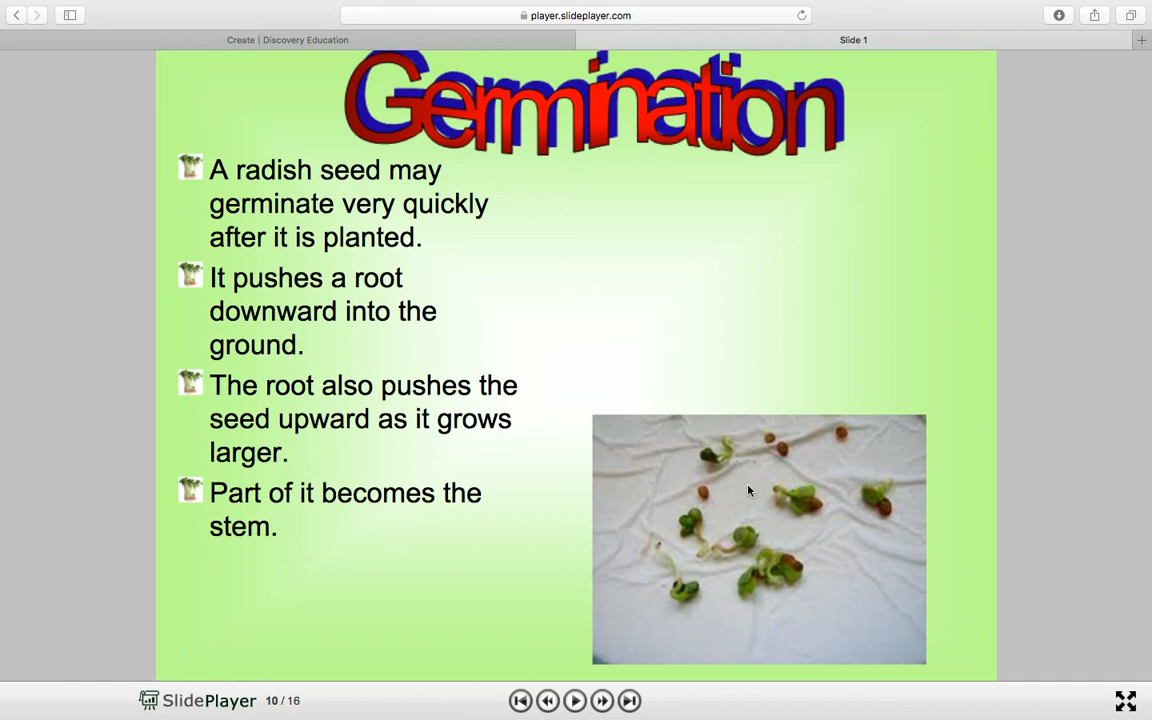 player.slideplayer.com
Create | Discovery Education
Slide 1
Germination
A radish seed may
germinate very quickly
after it is planted.
It pushes a root
downward into the
ground.
The root also pushes the
seed upward as it grows
larger.
Part of it becomes the
stem.
SlidePlayer 10 / 16